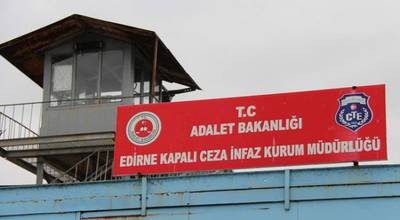 T.C
ADALET BAKANLIĞI
EDİRNE KAPALI CEZA İNFAZ KURUM MÜDÜRLÜĞÜ
CTE